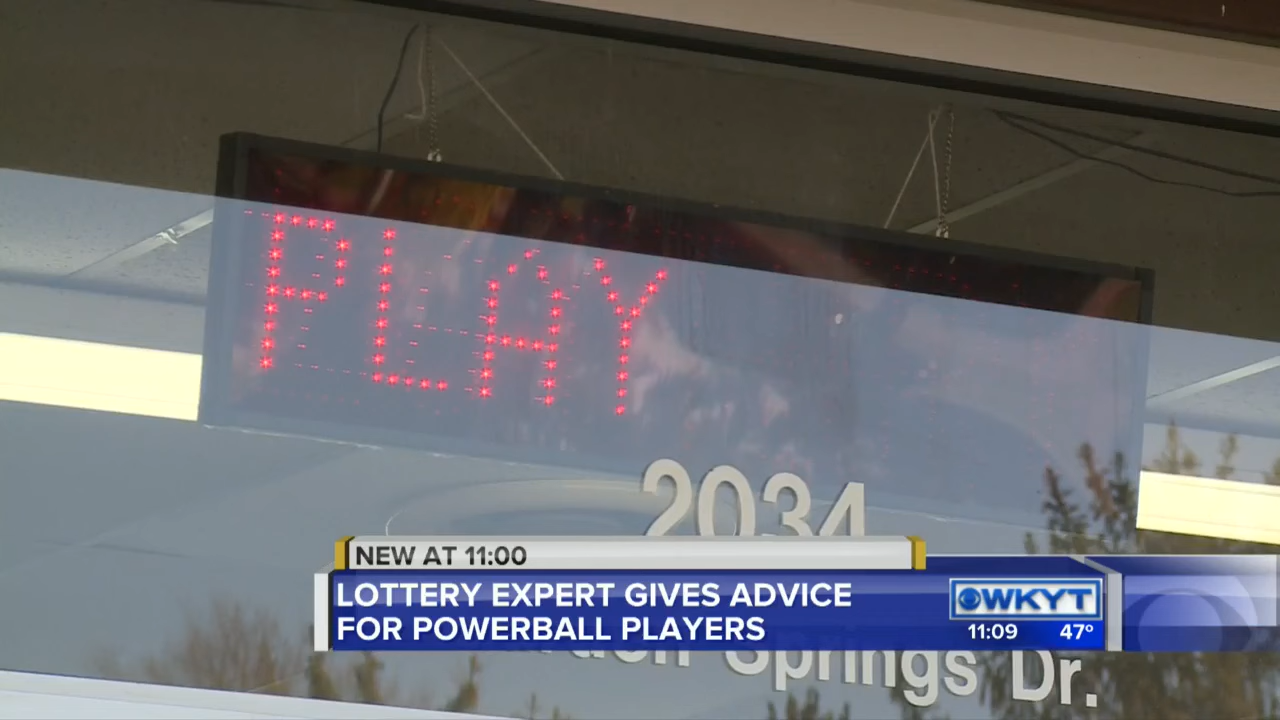 PLAY
2034
NEW AT 11:00
LOTTERY EXPERT GIVES ADVICE
FOR POWERBALL PLAYERS
WKYT
11:09 47°
Springs Dr.